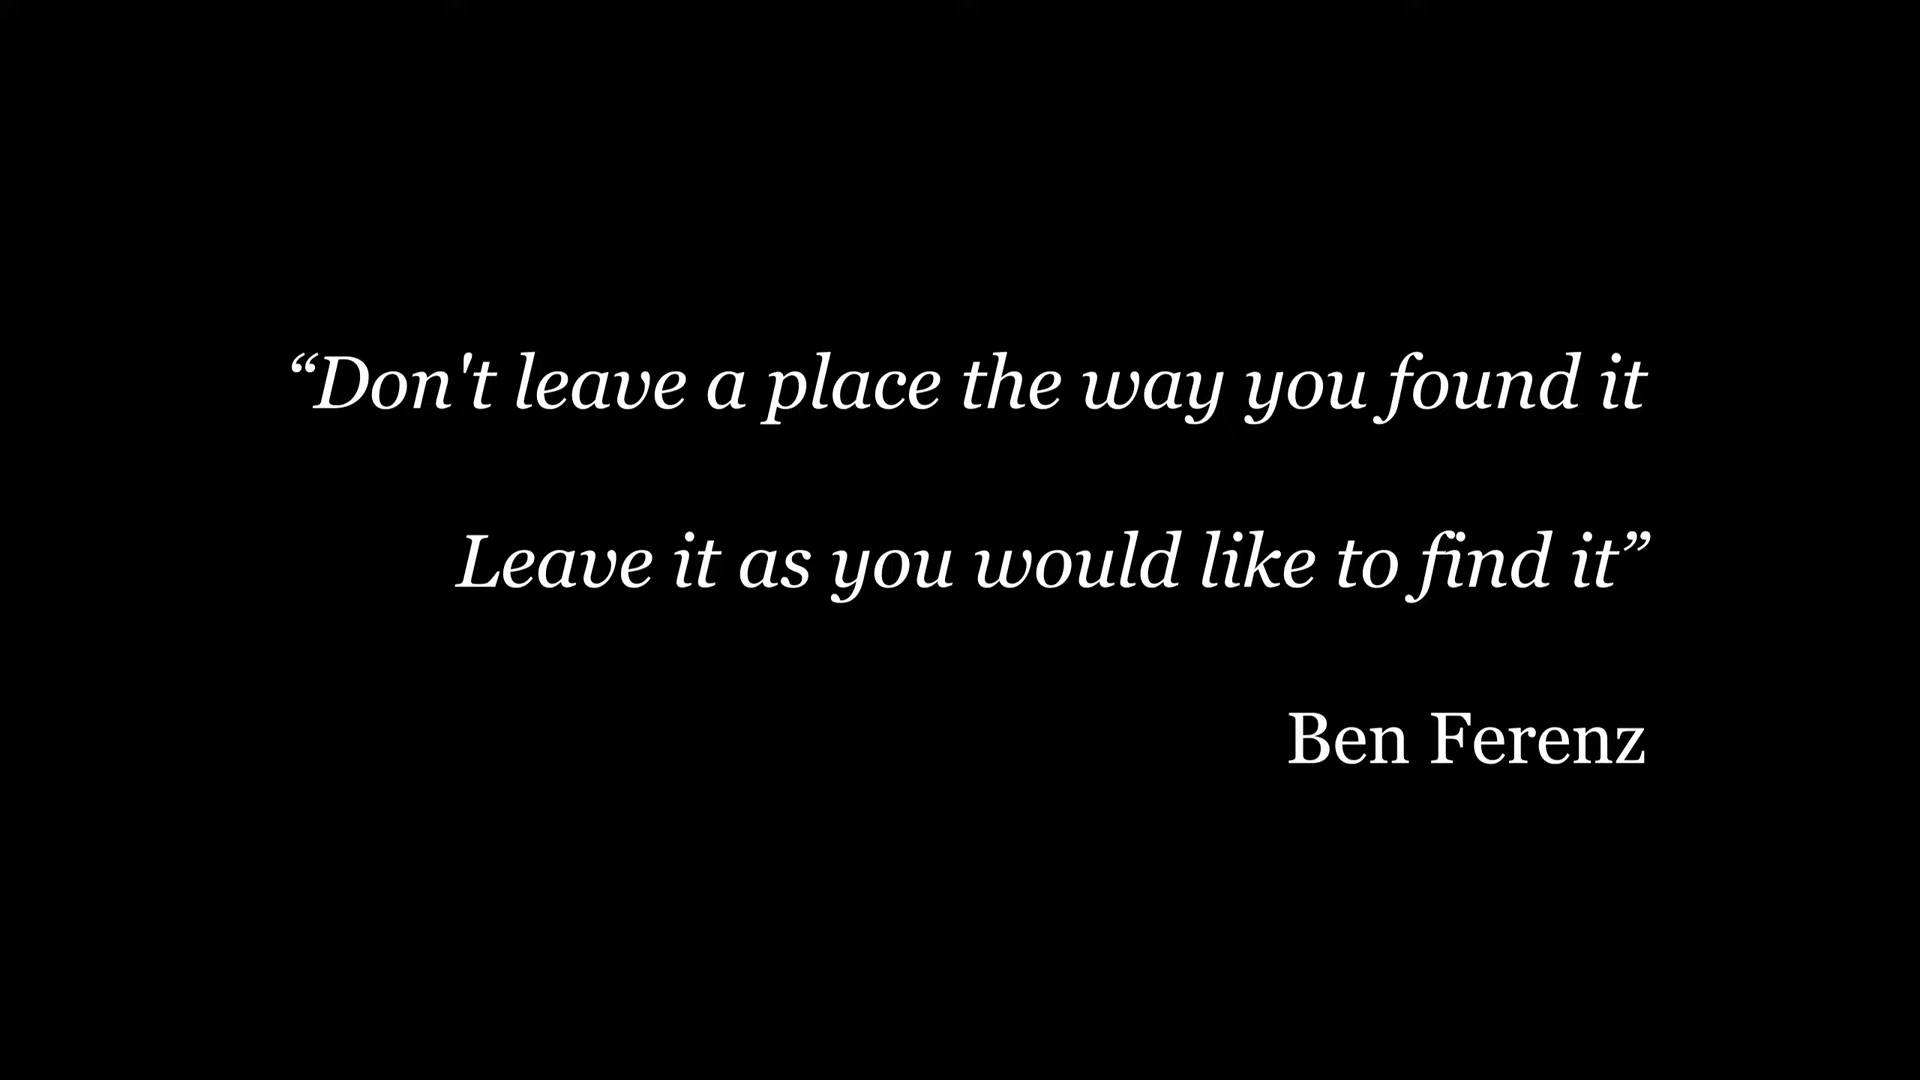 “Don't leave a place the way you found it
Leave it as you would like to find it”
Ben Ferenz